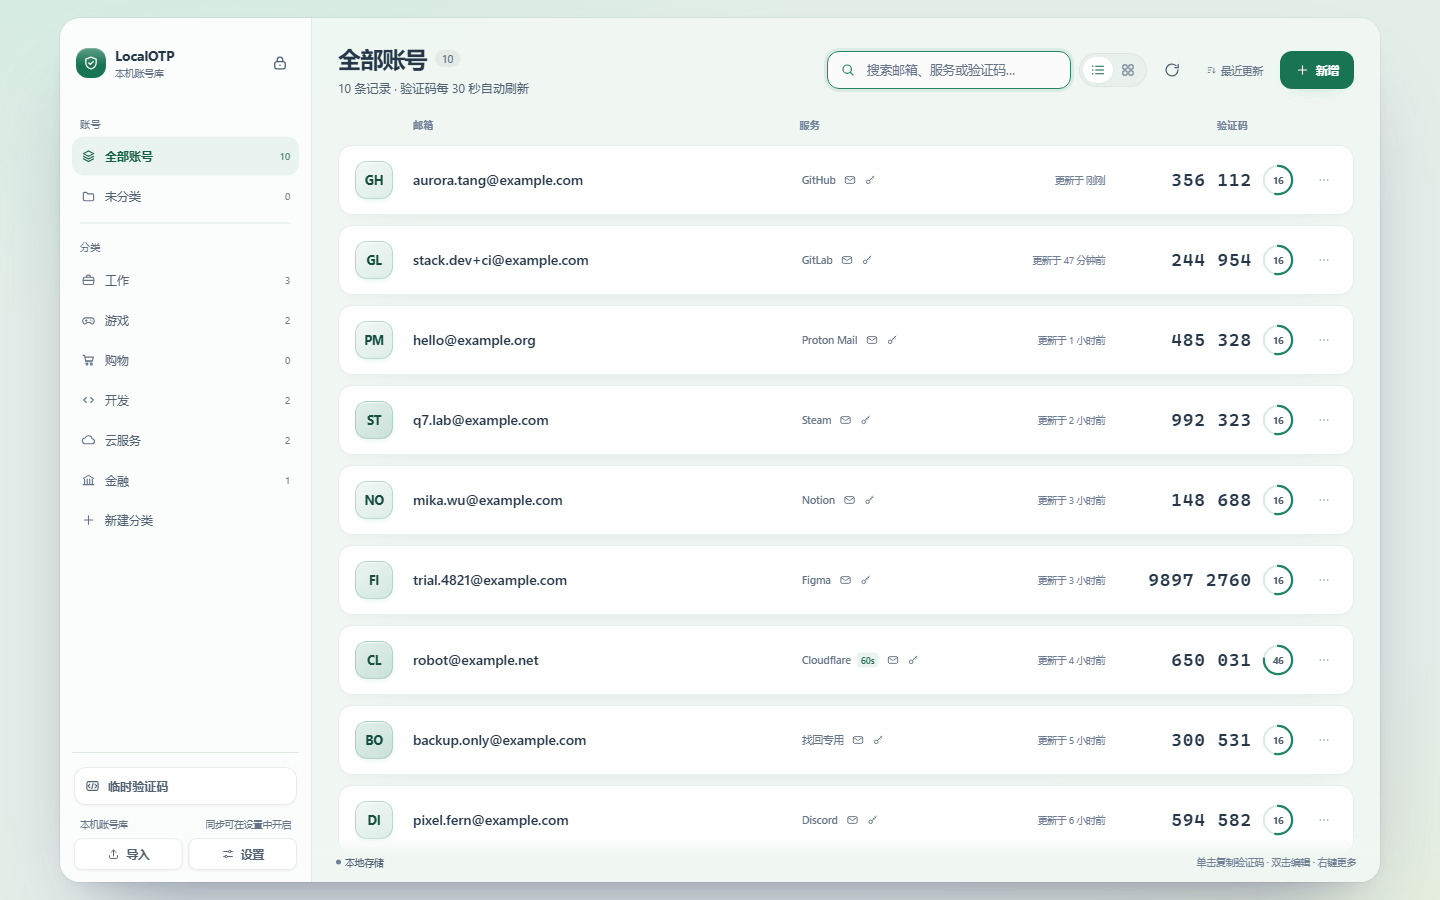 LocalOTP
本机账号库
账号
全部账号 10
未分类 0
分类
工作 3
游戏 2
购物 0
开发 2
云服务 2
金融 1
新建分类
临时验证码
本机账号库 同步可在设置中开启
导入 设置
全部账号 10
10 条记录 · 验证码每 30 秒自动刷新
搜索邮箱、服务或验证码...
最近更新
新增
邮箱 服务 验证码
GH aurora.tang@example.com GitHub 更新于 刚刚 356 112 16 ...
GL stack.dev+ci@example.com GitLab 更新于 47 分钟前 244 954 16 ...
PM hello@example.org Proton Mail 更新于 1 小时前 485 328 16 ...
ST q7.lab@example.com Steam 更新于 2 小时前 992 323 16 ...
NO mika.wu@example.com Notion 更新于 3 小时前 148 688 16 ...
FI trial.4821@example.com Figma 更新于 3 小时前 9897 2760 16 ...
CL robot@example.net Cloudflare 60s 更新于 4 小时前 650 031 46 ...
BO backup.only@example.com 找回专用 更新于 5 小时前 300 531 16 ...
DI pixel.fern@example.com Discord 更新于 6 小时前 594 582 16 ...
本地存储 单击复制验证码 · 双击编辑 · 右键更多